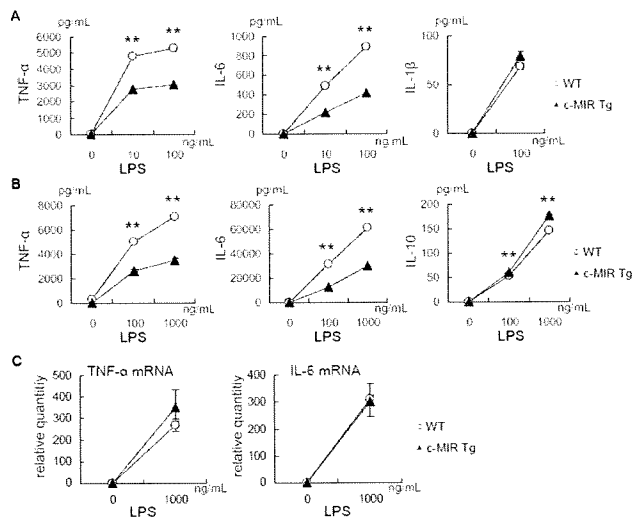 A
pg/mL
TNF-α
6000
5000
4000
3000
2000
1000
0
** **
0 10 100 ng/mL
LPS
pg/mL
IL-6
1000
800
600
400
200
0
** **
0 10 100 ng/mL
LPS
pg/mL
IL-1β
100
50
0
0 100 ng/mL
LPS
WT
c-MIR Tg
B
pg/mL
TNF-α
8000
6000
4000
2000
0
** **
0 100 1000 ng/mL
LPS
pg/mL
IL-6
80000
60000
40000
20000
0
** **
0 100 1000 ng/mL
LPS
pg/mL
IL-10
200
150
100
50
0
** **
0 100 1000 ng/mL
LPS
WT
c-MIR Tg
C
TNF-α mRNA
relative quantitiy
500
400
300
200
100
0
0 1000 ng/mL
LPS
IL-6 mRNA
relative quantitiy
400
300
200
100
0
0 1000 ng/mL
LPS
WT
c-MIR Tg